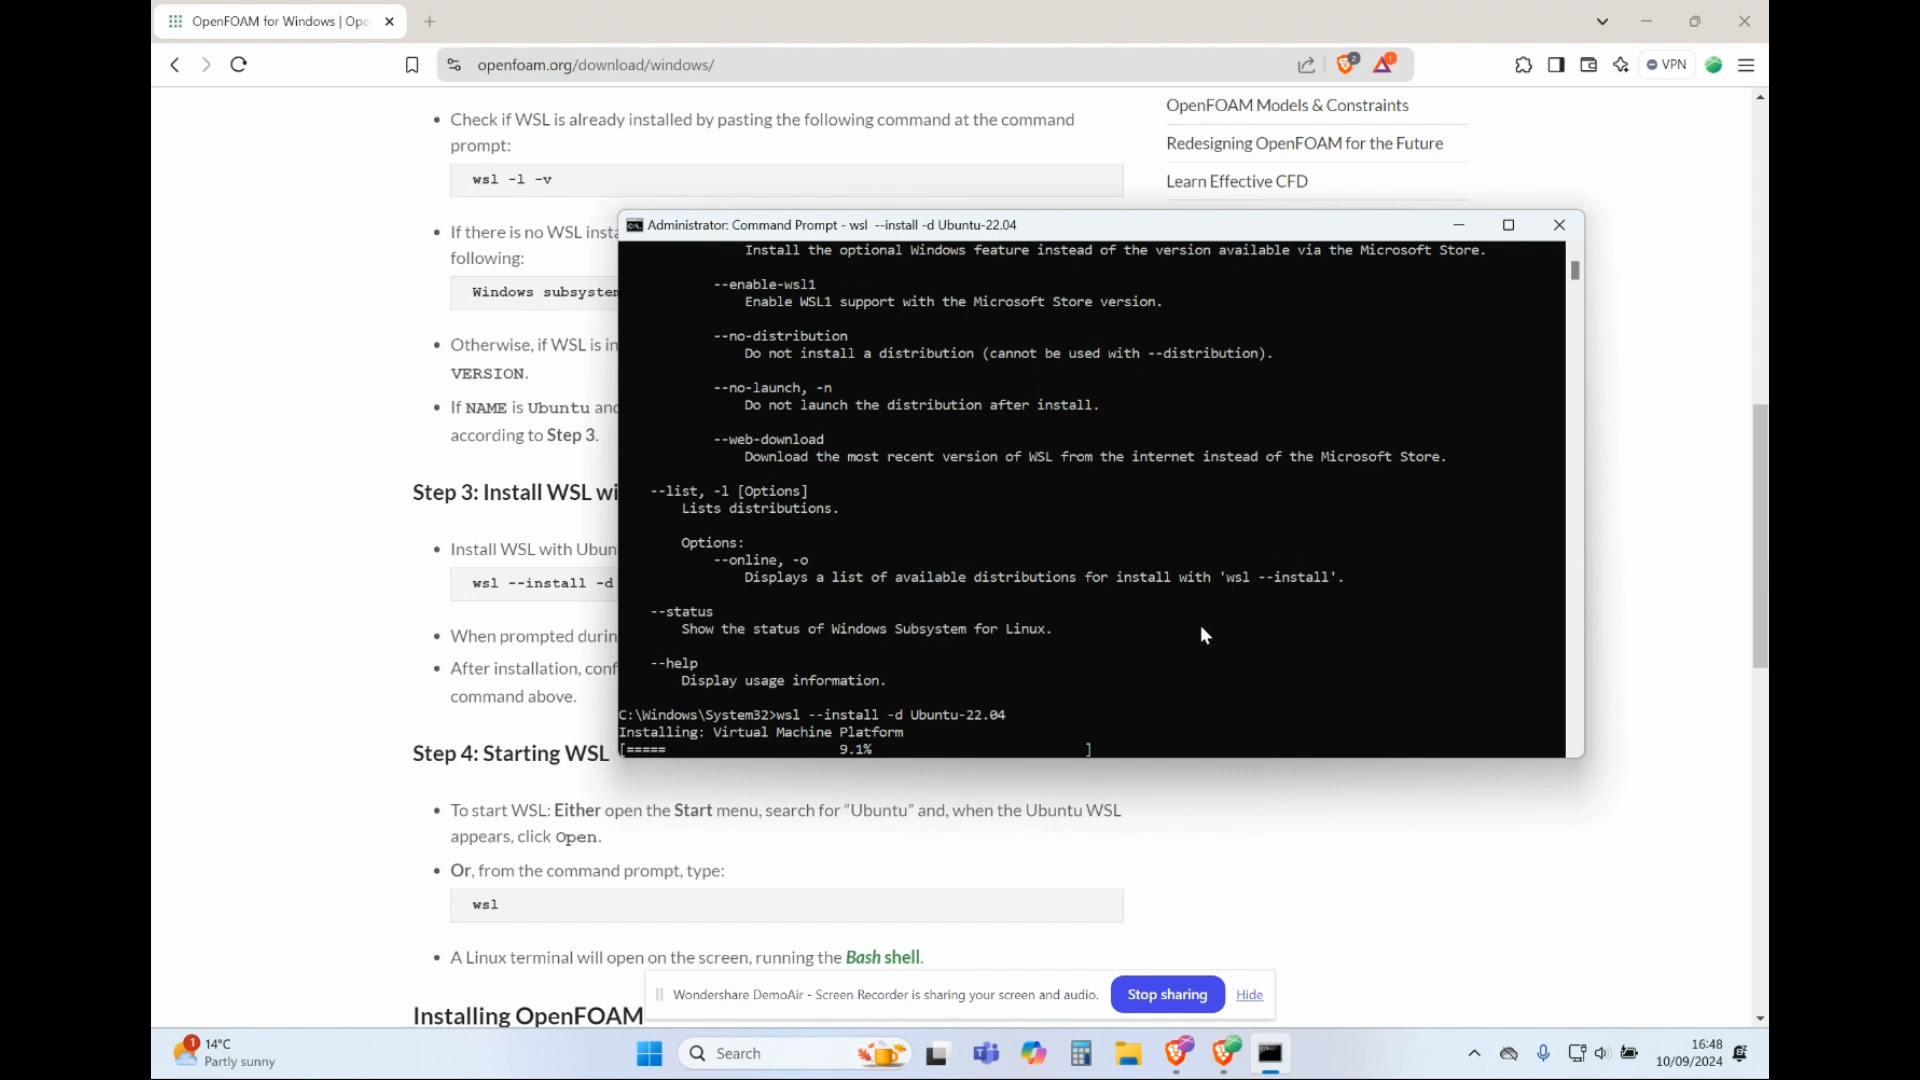 OpenFOAM for Windows | Ope
openfoam.org/download/windows/
2
1
VPN
• Check if WSL is already installed by pasting the following command at the command
prompt:
wsl -l -v
• If there is no WSL insta
following:
Windows subsystem
• Otherwise, if WSL is in
VERSION.
• If NAME is Ubuntu and
according to Step 3.
Step 3: Install WSL wi
• Install WSL with Ubun
wsl --install -d
• When prompted durin
• After installation, conf
command above.
Step 4: Starting WSL
• To start WSL: Either open the Start menu, search for “Ubuntu” and, when the Ubuntu WSL
appears, click Open.
• Or, from the command prompt, type:
wsl
• A Linux terminal will open on the screen, running the Bash shell.
Installing OpenFOAM
OpenFOAM Models & Constraints
Redesigning OpenFOAM for the Future
Learn Effective CFD
Administrator: Command Prompt - wsl --install -d Ubuntu-22.04
Install the optional Windows feature instead of the version available via the Microsoft Store.
--enable-wsl1
Enable WSL1 support with the Microsoft Store version.
--no-distribution
Do not install a distribution (cannot be used with --distribution).
--no-launch, -n
Do not launch the distribution after install.
--web-download
Download the most recent version of WSL from the internet instead of the Microsoft Store.
--list, -l [Options]
Lists distributions.
Options:
--online, -o
Displays a list of available distributions for install with 'wsl --install'.
--status
Show the status of Windows Subsystem for Linux.
--help
Display usage information.
C:\Windows\System32>wsl --install -d Ubuntu-22.04
Installing: Virtual Machine Platform
[===== 9.1% ]
Wondershare DemoAir - Screen Recorder is sharing your screen and audio.
Stop sharing
Hide
1
14°C
Partly sunny
Search
16:48
10/09/2024